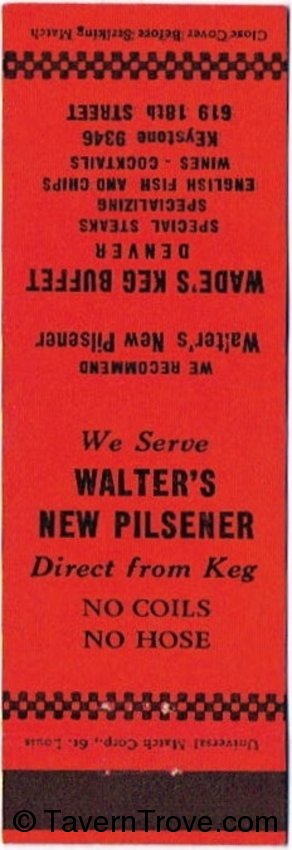 Close Cover Before Striking Match
619 18th STREET
KEystone 9346
WINES - COCKTAILS
ENGLISH FISH AND CHIPS
SPECIALIZING
SPECIAL STEAKS
DENVER
WADE'S KEG BUFFET
Walter's New Pilsener
WE RECOMMEND
We Serve
WALTER'S
NEW PILSENER
Direct from Keg
NO COILS
NO HOSE
Universal Match Corp., St. Louis
© TavernTrove.com